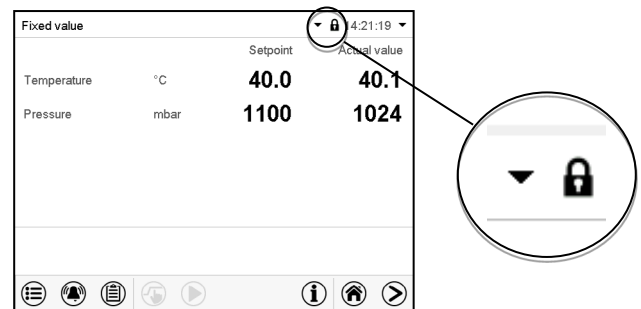 Fixed value 14:21:19
Setpoint Actual value
Temperature °C 40.0 40.1
Pressure mbar 1100 1024